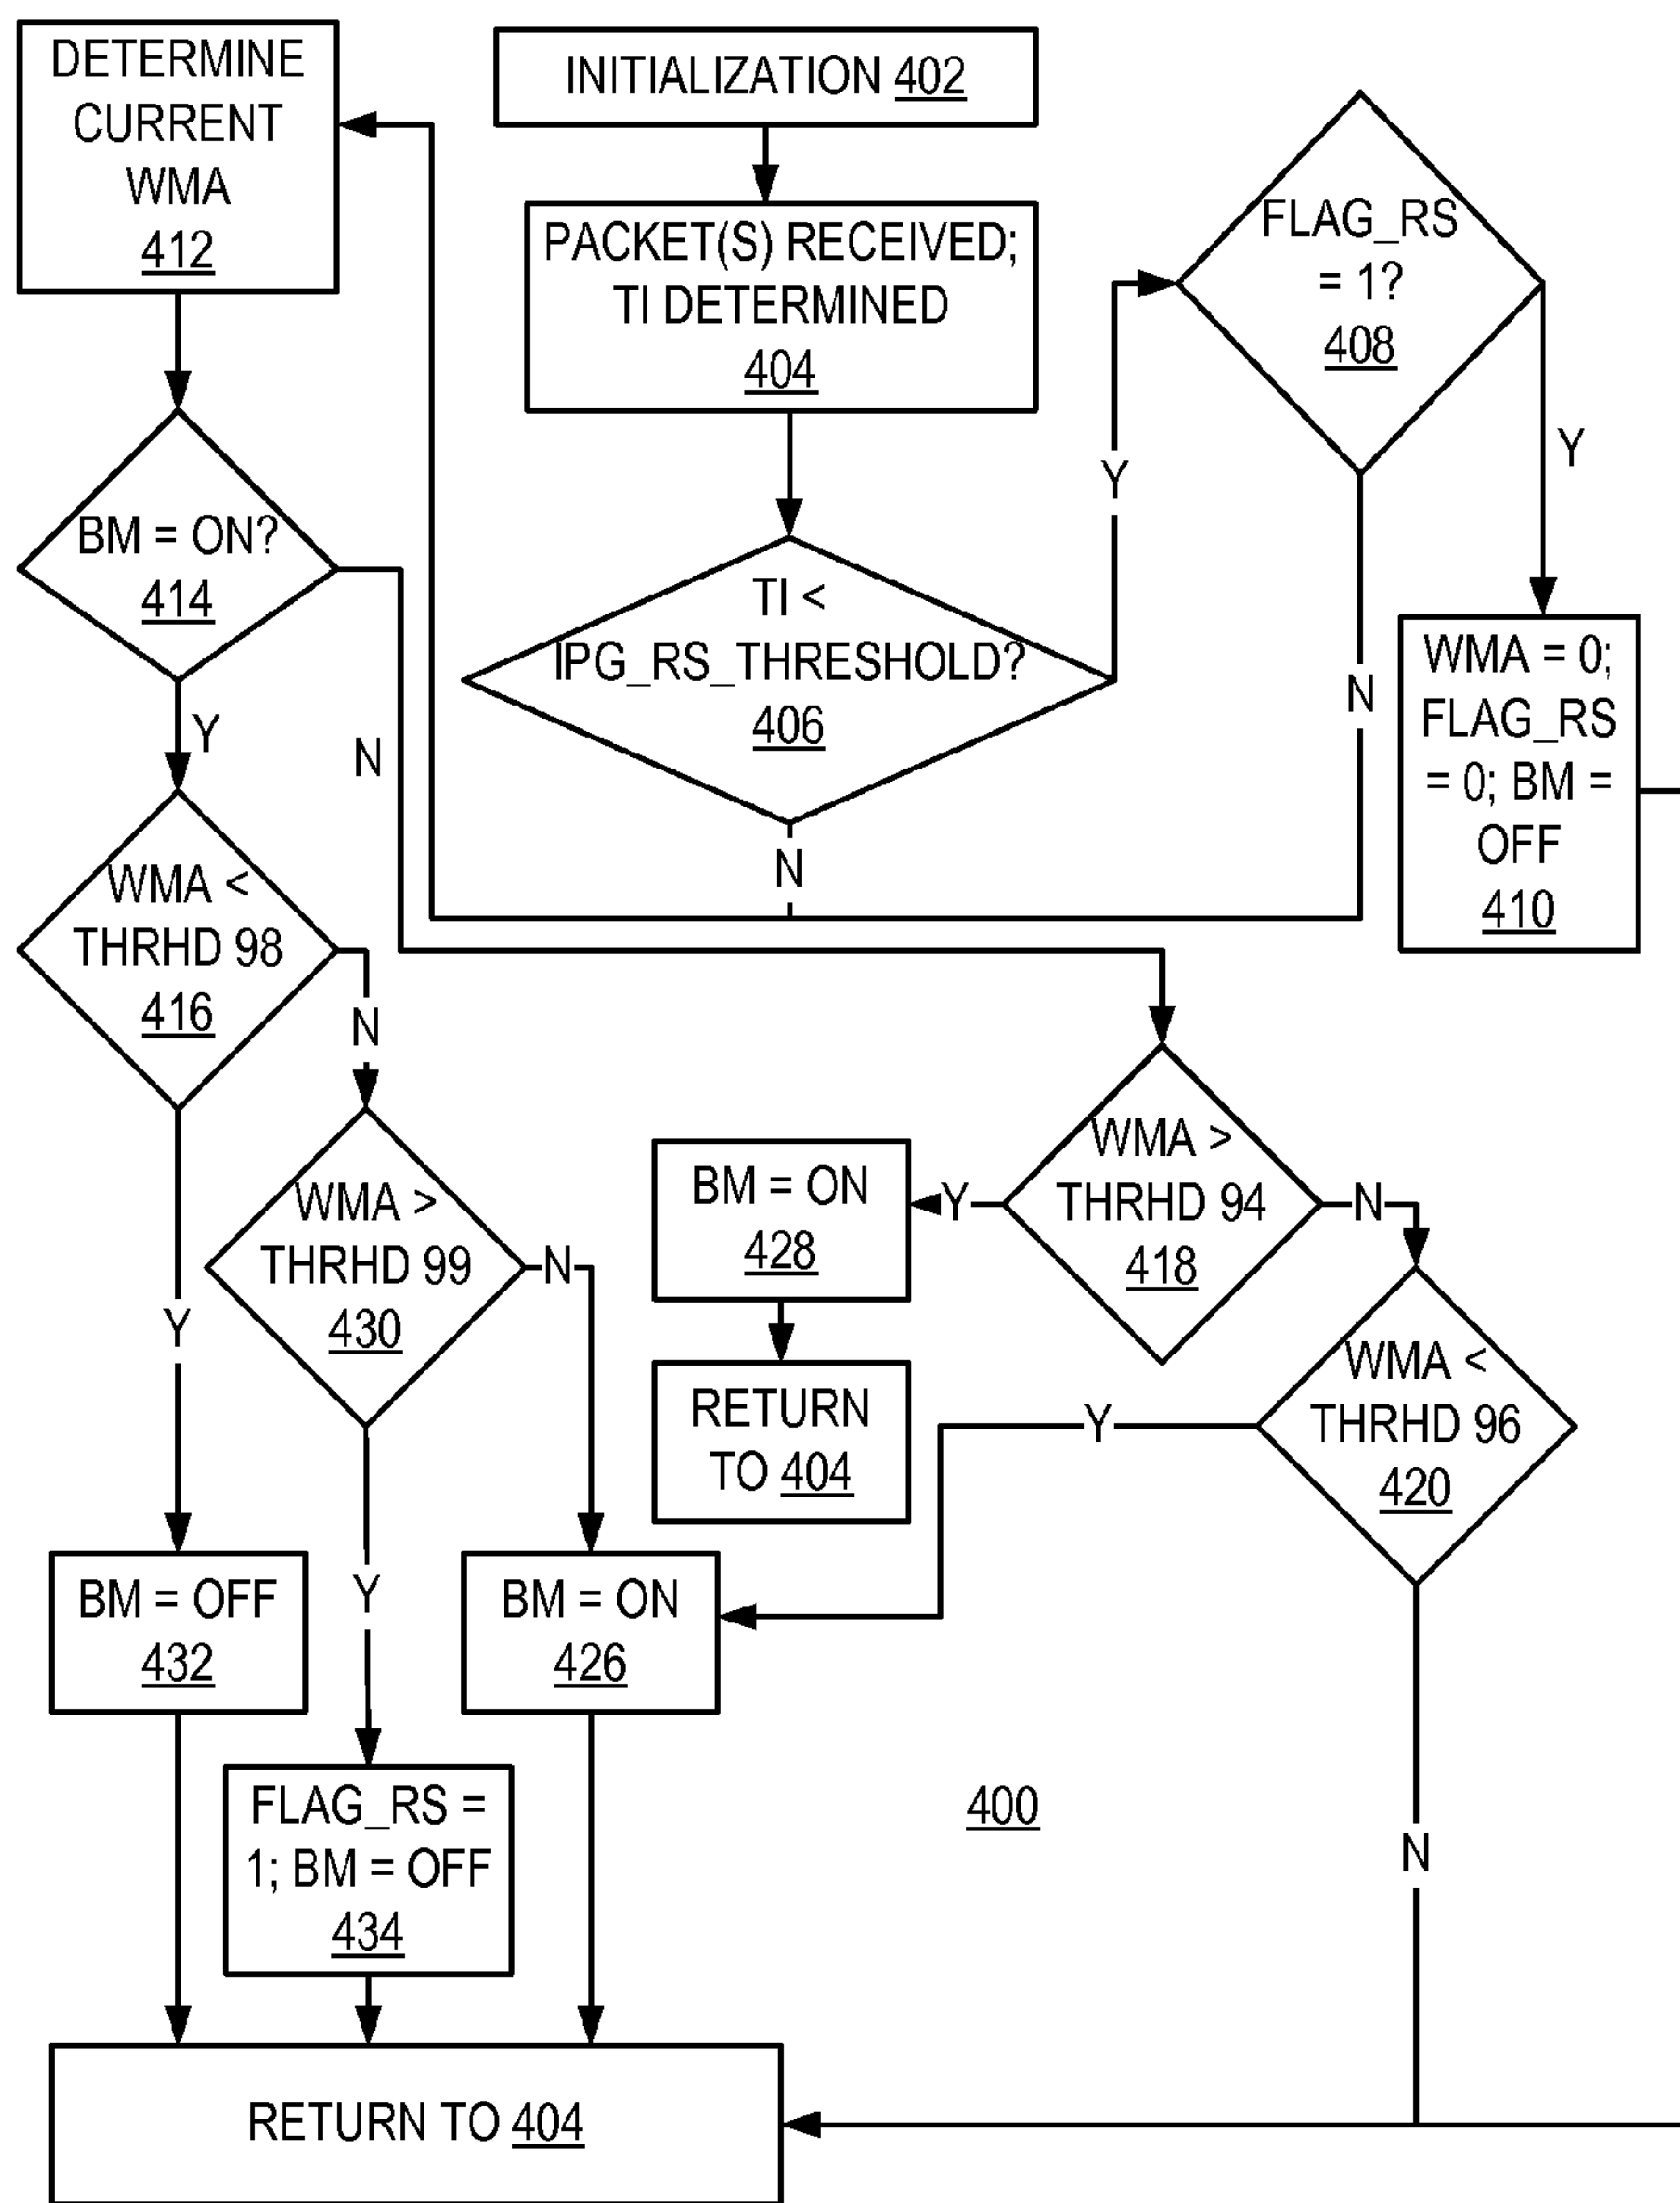 DETERMINE
CURRENT
WMA
412
INITIALIZATION 402
PACKET(S) RECEIVED;
TI DETERMINED
404
FLAG_RS
= 1?
408
Y
Y
BM = ON?
414
TI <
IPG_RS_THRESHOLD?
406
N
WMA = 0;
FLAG_RS
= 0; BM =
OFF
410
Y
N
N
WMA <
THRHD 98
416
N
WMA >
THRHD 94
418
Y
N
BM = ON
428
WMA >
THRHD 99
430
N
Y
RETURN
TO 404
WMA <
THRHD 96
420
Y
BM = OFF
432
Y
BM = ON
426
FLAG_RS =
1; BM = OFF
434
400
N
RETURN TO 404